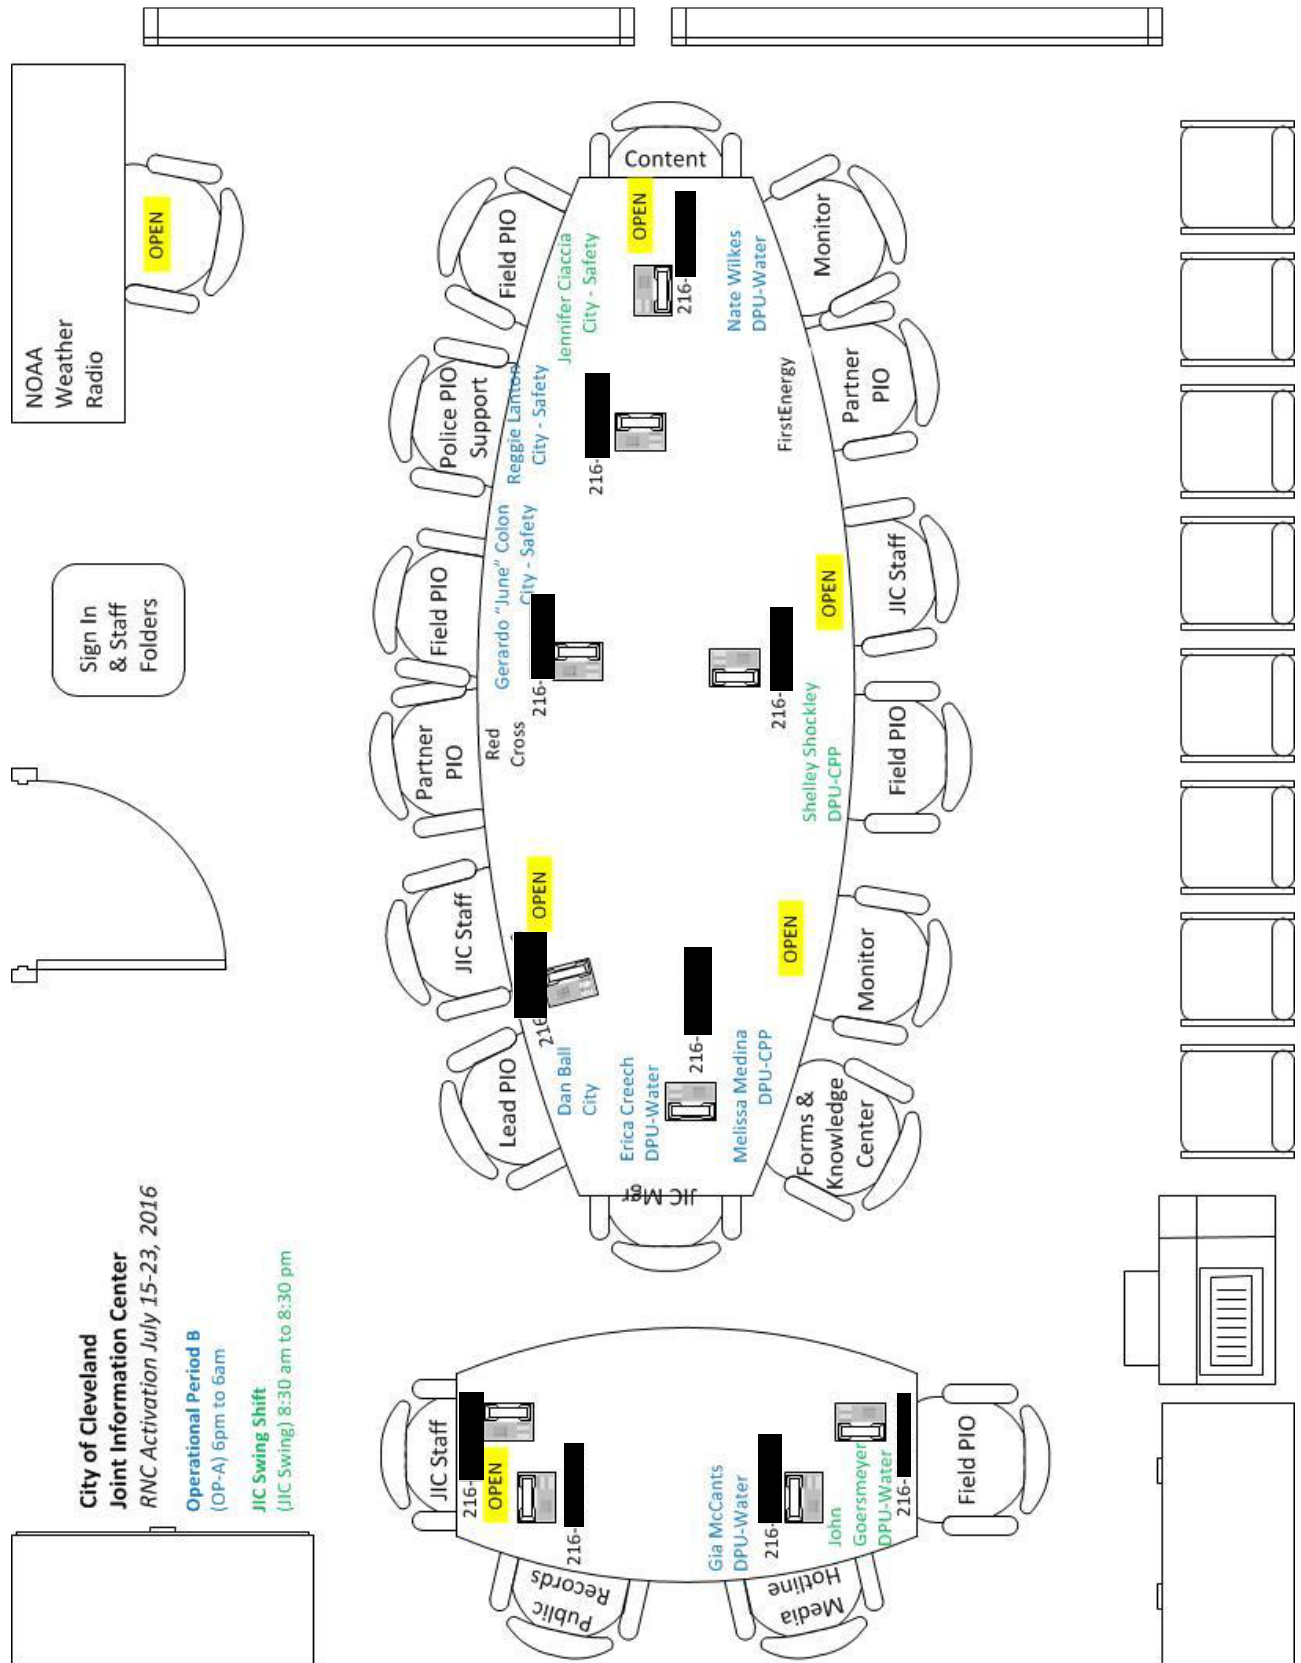 City of Cleveland
Joint Information Center
RNC Activation July 15-23, 2016
Operational Period B
(OP-A) 6pm to 6am
JIC Swing Shift
(JIC Swing) 8:30 am to 8:30 pm
Sign In
& Staff
Folders
NOAA
Weather
Radio
OPEN
Lead PIO
Dan Ball
City
JIC Staff
OPEN
216
Partner
PIO
Red
Cross
Field PIO
Gerardo "June" Colon
City - Safety
216-
Police PIO
Support
Reggie Lanton
City - Safety
216-
Field PIO
Jennifer Ciaccia
City - Safety
Content
OPEN
216-
JIC Mgr
Erica Creech
DPU-Water
216-
Melissa Medina
DPU-CPP
Forms &
Knowledge
Center
OPEN
Monitor
Shelley Shockley
DPU-CPP
Field PIO
216-
OPEN
JIC Staff
FirstEnergy
Partner
PIO
Nate Wilkes
DPU-Water
Monitor
JIC Staff
216-
OPEN
216-
Public
Records
Gia McCants
DPU-Water
216-
Media
Hotline
John
Goersmeyer
DPU-Water
216-
Field PIO